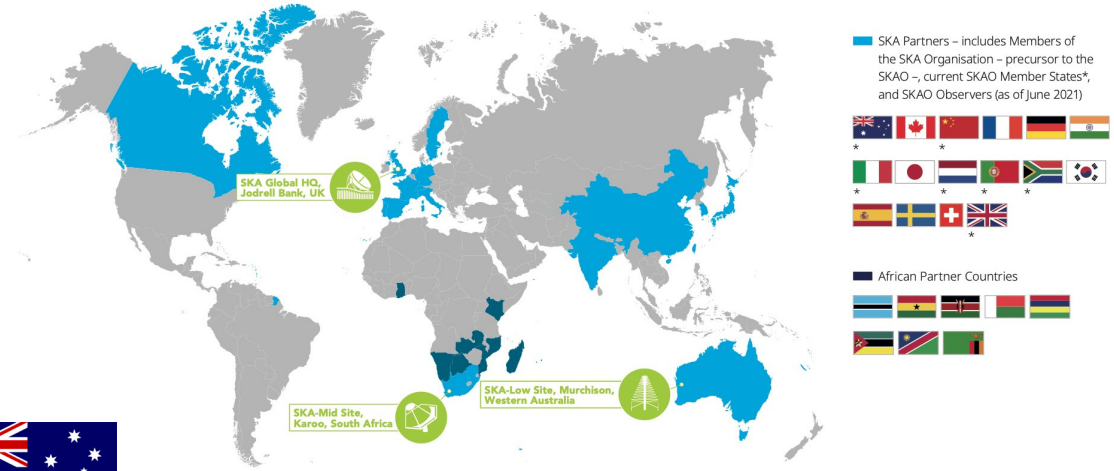 SKA Partners – includes Members of
the SKA Organisation – precursor to the
SKAO –, current SKAO Member States*,
and SKAO Observers (as of June 2021)
* *
* * * *
*
African Partner Countries
SKA Global HQ,
Jodrell Bank, UK
SKA-Mid Site,
Karoo, South Africa
SKA-Low Site, Murchison,
Western Australia